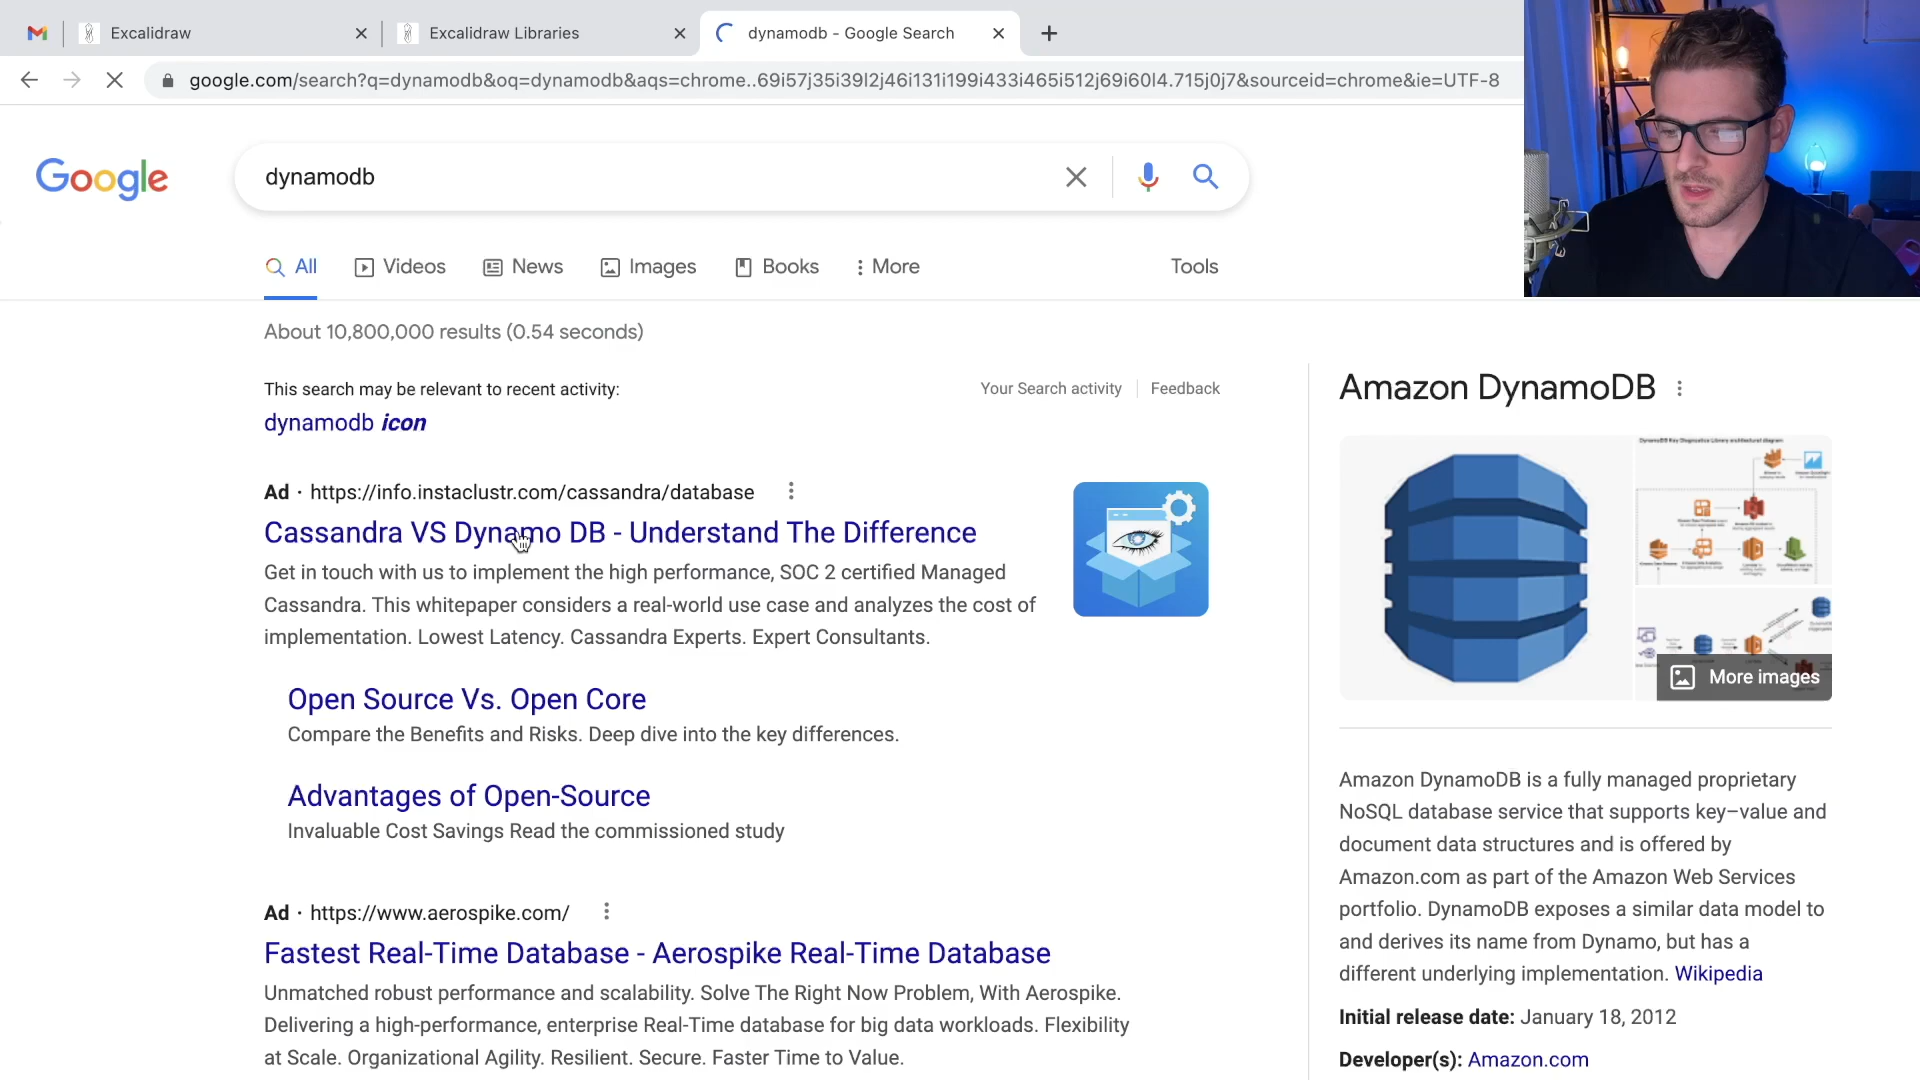 Excalidraw
Excalidraw Libraries
dynamodb - Google Search
google.com/search?q=dynamodb&oq=dynamodb&aqs=chrome..69i57j35i39l2j46i131i199i433i465i512j69i60l4.715j0j7&sourceid=chrome&ie=UTF-8
Google
dynamodb
All
Videos
News
Images
Books
More
Tools
About 10,800,000 results (0.54 seconds)
This search may be relevant to recent activity:
Your Search activity
Feedback
dynamodb icon
Ad · https://info.instaclustr.com/cassandra/database
Cassandra VS Dynamo DB - Understand The Difference
Get in touch with us to implement the high performance, SOC 2 certified Managed
Cassandra. This whitepaper considers a real-world use case and analyzes the cost of
implementation. Lowest Latency. Cassandra Experts. Expert Consultants.
Open Source Vs. Open Core
Compare the Benefits and Risks. Deep dive into the key differences.
Advantages of Open-Source
Invaluable Cost Savings Read the commissioned study
Ad · https://www.aerospike.com/
Fastest Real-Time Database - Aerospike Real-Time Database
Unmatched robust performance and scalability. Solve The Right Now Problem, With Aerospike.
Delivering a high-performance, enterprise Real-Time database for big data workloads. Flexibility
at Scale. Organizational Agility. Resilient. Secure. Faster Time to Value.
Amazon DynamoDB
More images
Amazon DynamoDB is a fully managed proprietary
NoSQL database service that supports key–value and
document data structures and is offered by
Amazon.com as part of the Amazon Web Services
portfolio. DynamoDB exposes a similar data model to
and derives its name from Dynamo, but has a
different underlying implementation. Wikipedia
Initial release date: January 18, 2012
Developer(s): Amazon.com